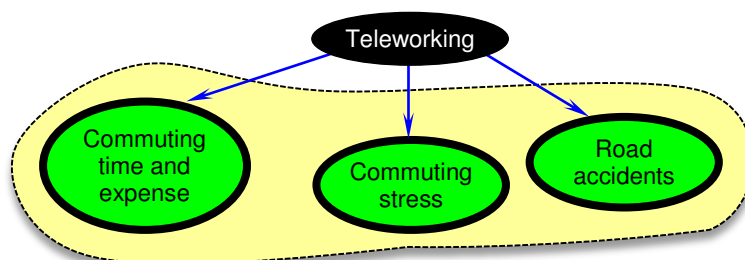 Teleworking
Commuting
time and
expense
Commuting
stress
Road
accidents